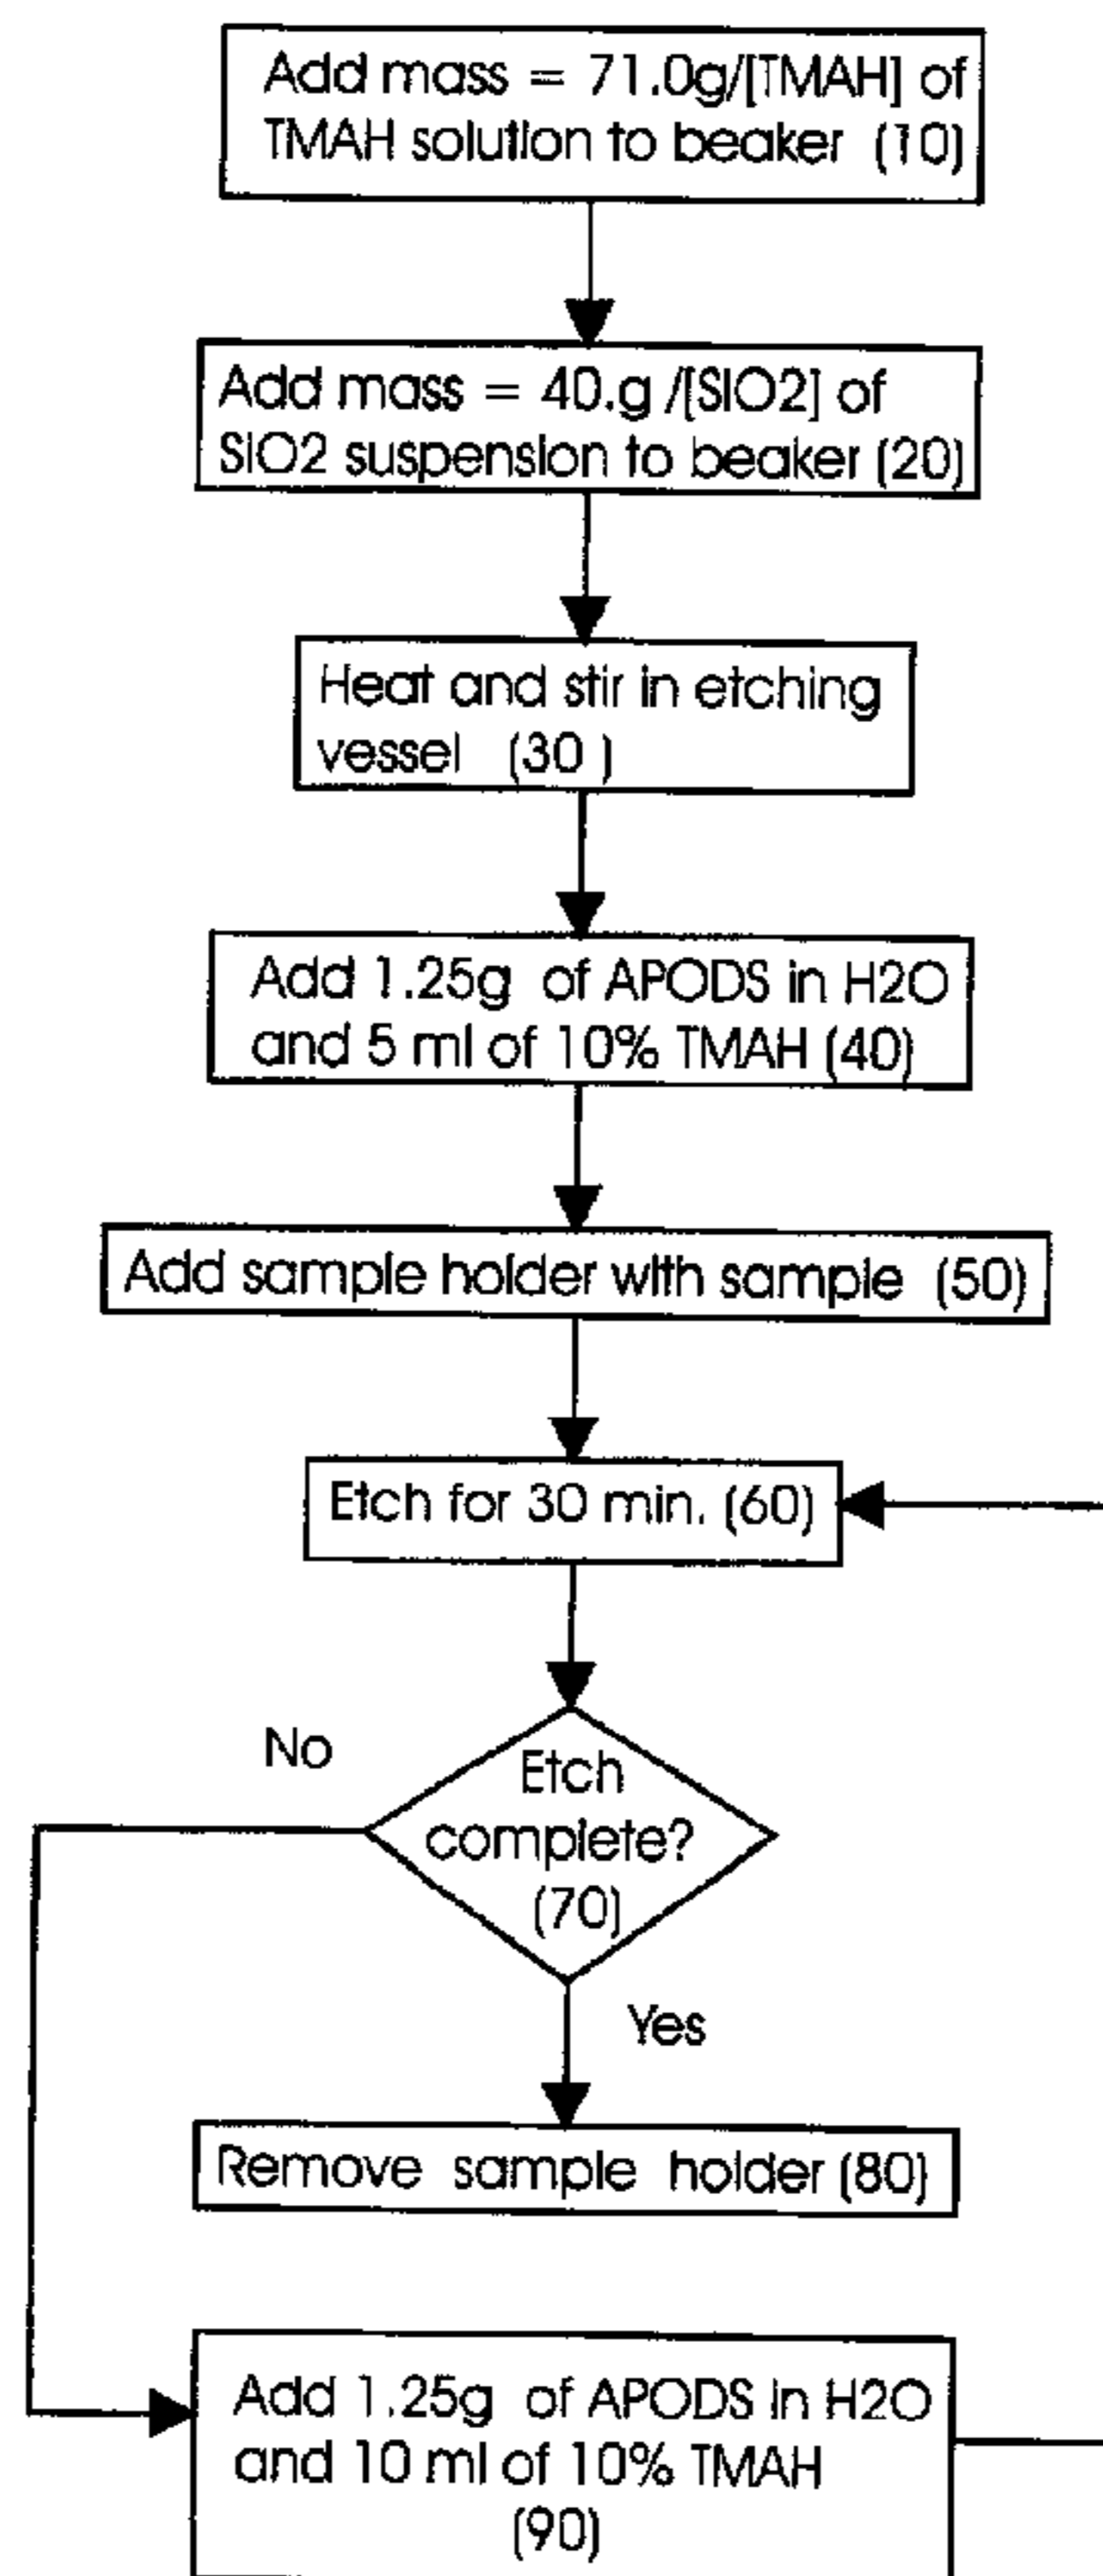 Add mass = 71.0g/[TMAH] of
TMAH solution to beaker (10)
Add mass = 40.g /[SIO2] of
SIO2 suspension to beaker (20)
Heat and stir in etching
vessel (30 )
Add 1.25g of APODS in H2O
and 5 ml of 10% TMAH (40)
Add sample holder with sample (50)
Etch for 30 min. (60)
No
Etch
complete?
(70)
Yes
Remove sample holder (80)
Add 1.25g of APODS in H2O
and 10 ml of 10% TMAH
(90)